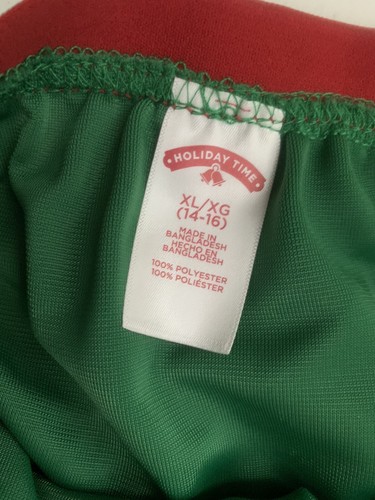 HOLIDAY TIME
XL/XG
(14-16)
MADE IN
BANGLADESH
HECHO EN
BANGLADESH
100% POLYESTER
100% POLIÉSTER